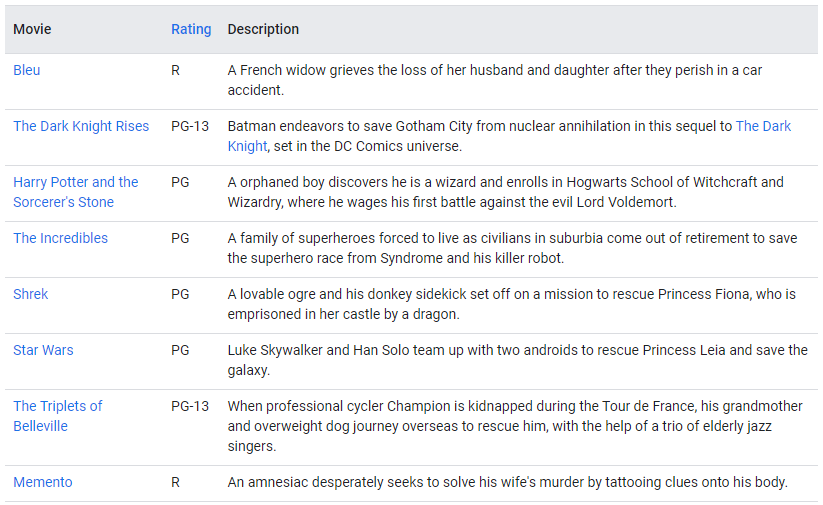 Movie Rating Description
Bleu R A French widow grieves the loss of her husband and daughter after they perish in a car
accident.
The Dark Knight Rises PG-13 Batman endeavors to save Gotham City from nuclear annihilation in this sequel to The Dark
Knight, set in the DC Comics universe.
Harry Potter and the PG A orphaned boy discovers he is a wizard and enrolls in Hogwarts School of Witchcraft and
Sorcerer's Stone Wizardry, where he wages his first battle against the evil Lord Voldemort.
The Incredibles PG A family of superheroes forced to live as civilians in suburbia come out of retirement to save
the superhero race from Syndrome and his killer robot.
Shrek PG A lovable ogre and his donkey sidekick set off on a mission to rescue Princess Fiona, who is
emprisoned in her castle by a dragon.
Star Wars PG Luke Skywalker and Han Solo team up with two androids to rescue Princess Leia and save the
galaxy.
The Triplets of PG-13 When professional cycler Champion is kidnapped during the Tour de France, his grandmother
Belleville and overweight dog journey overseas to rescue him, with the help of a trio of elderly jazz
singers.
Memento R An amnesiac desperately seeks to solve his wife's murder by tattooing clues onto his body.